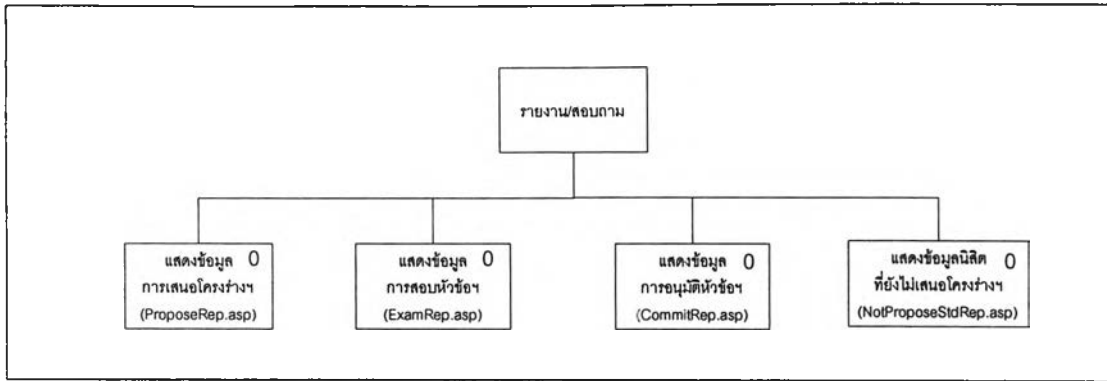 รายงาน/สอบถาม
แสดงข้อมูล 0
การเสนอโครงร่างฯ
(ProposeRep.asp)
แสดงข้อมูล 0
การสอบหัวข้อฯ
(ExamRep.asp)
แสดงข้อมูล 0
การอนุมัติหัวข้อฯ
(CommitRep.asp)
แสดงข้อมูลนิสิต 0
ที่ยังไม่เสนอโครงร่างฯ
(NotProposeStdRep.asp)